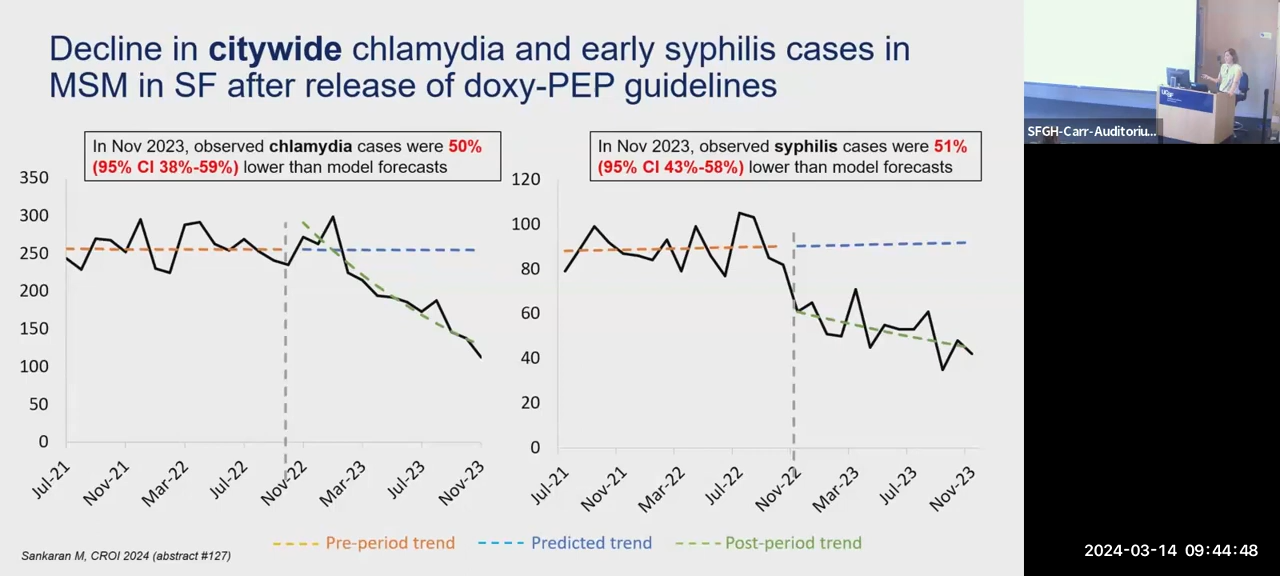 Decline in citywide chlamydia and early syphilis cases in
MSM in SF after release of doxy-PEP guidelines
In Nov 2023, observed chlamydia cases were 50%
(95% CI 38%-59%) lower than model forecasts
350
300
250
200
150
100
50
0
Jul-21
Nov-21
Mar-22
Jul-22
Nov-22
Mar-23
Jul-23
Nov-23
In Nov 2023, observed syphilis cases were 51%
(95% CI 43%-58%) lower than model forecasts
120
100
80
60
40
20
0
Jul-21
Nov-21
Mar-22
Jul-22
Nov-22
Mar-23
Jul-23
Nov-23
Pre-period trend
Predicted trend
Post-period trend
Sankaran M, CROI 2024 (abstract #127)
UCSF
SFGH-Carr-Auditoriu...
2024-03-14 09:44:48